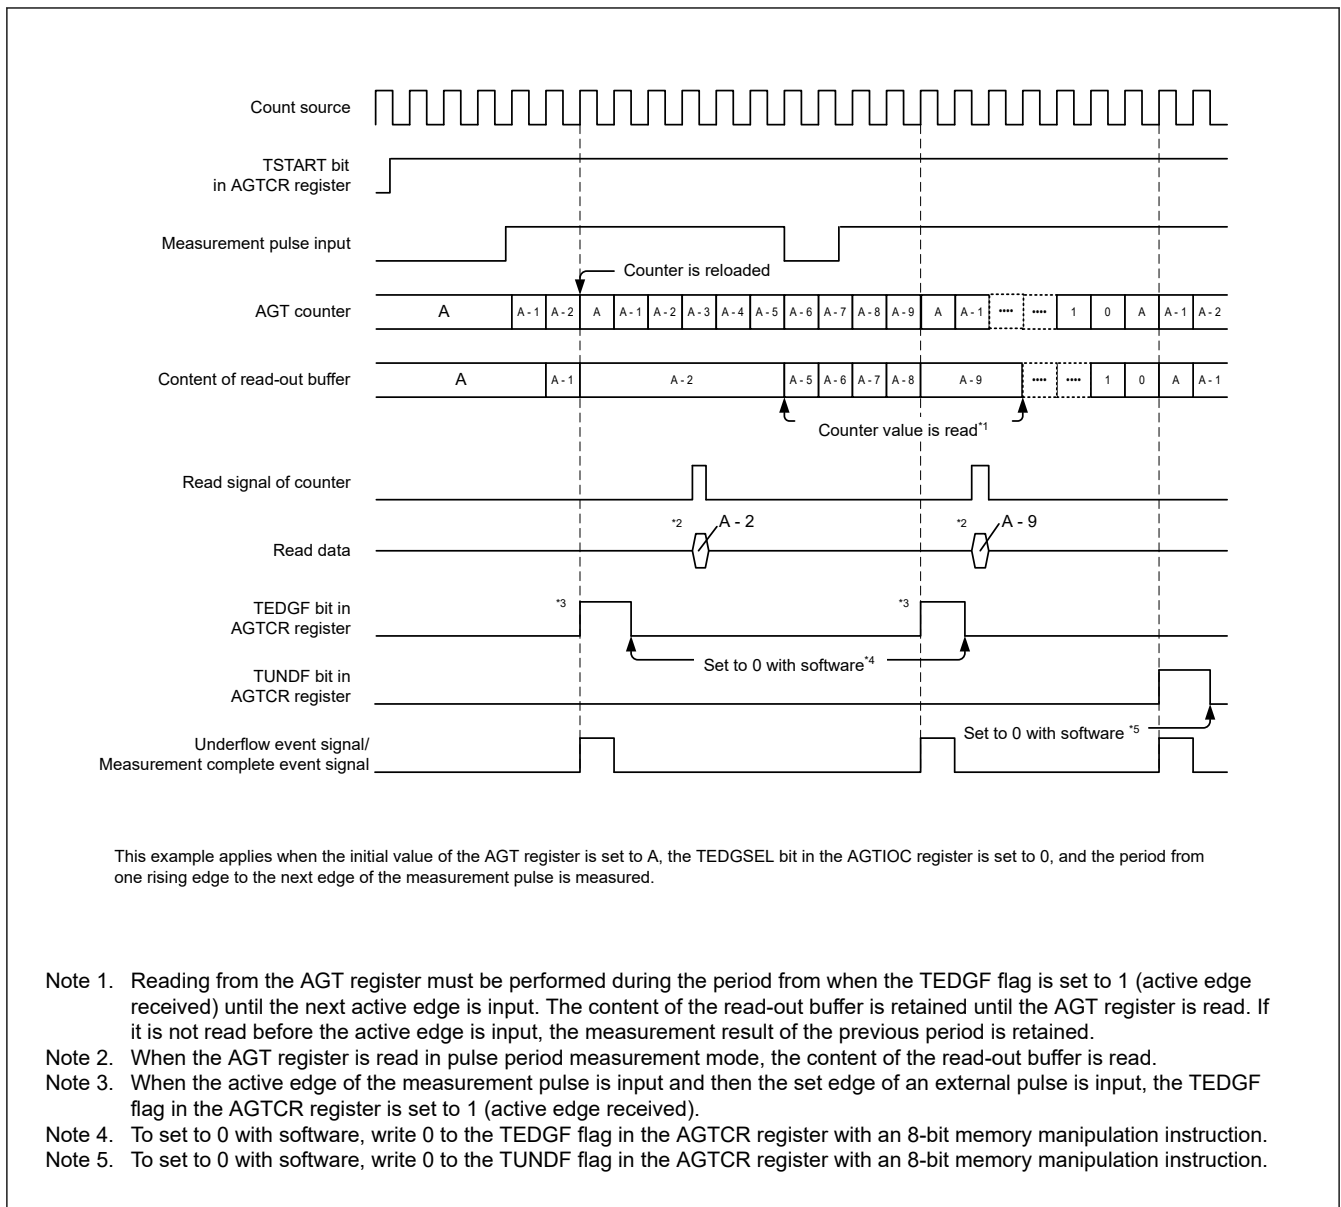 Count source
TSTART bit
in AGTCR register
Measurement pulse input
Counter is reloaded
AGT counter
A A - 1 A - 2 A A - 1 A - 2 A - 3 A - 4 A - 5 A - 6 A - 7 A - 8 A - 9 A A - 1 •••• •••• 1 0 A A - 1 A - 2
Content of read-out buffer
A A - 1 A - 2 A - 5 A - 6 A - 7 A - 8 A - 9 •••• •••• 1 0 A A - 1
Counter value is read*1
Read signal of counter
*2 A - 2 *2 A - 9
Read data
TEDGF bit in
AGTCR register
*3 *3
Set to 0 with software*4
TUNDF bit in
AGTCR register
Set to 0 with software *5
Underflow event signal/
Measurement complete event signal
This example applies when the initial value of the AGT register is set to A, the TEDGSEL bit in the AGTIOC register is set to 0, and the period from
one rising edge to the next edge of the measurement pulse is measured.
Note 1. Reading from the AGT register must be performed during the period from when the TEDGF flag is set to 1 (active edge
received) until the next active edge is input. The content of the read-out buffer is retained until the AGT register is read. If
it is not read before the active edge is input, the measurement result of the previous period is retained.
Note 2. When the AGT register is read in pulse period measurement mode, the content of the read-out buffer is read.
Note 3. When the active edge of the measurement pulse is input and then the set edge of an external pulse is input, the TEDGF
flag in the AGTCR register is set to 1 (active edge received).
Note 4. To set to 0 with software, write 0 to the TEDGF flag in the AGTCR register with an 8-bit memory manipulation instruction.
Note 5. To set to 0 with software, write 0 to the TUNDF flag in the AGTCR register with an 8-bit memory manipulation instruction.